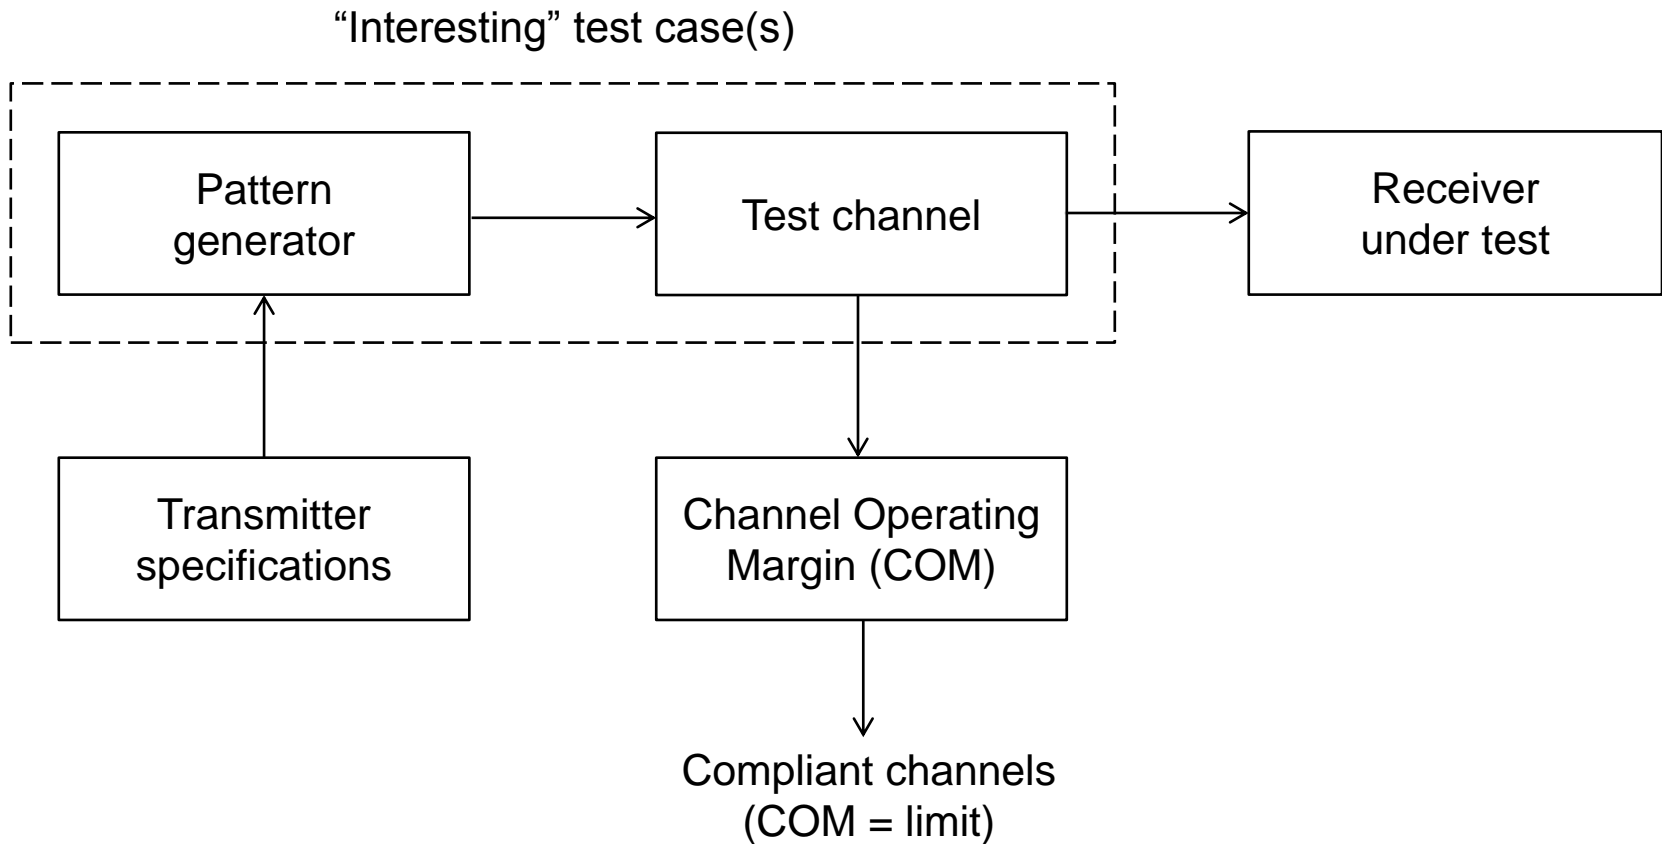 “Interesting” test case(s)
Pattern
generator
Test channel
Receiver
under test
Transmitter
specifications
Channel Operating
Margin (COM)
Compliant channels
(COM = limit)